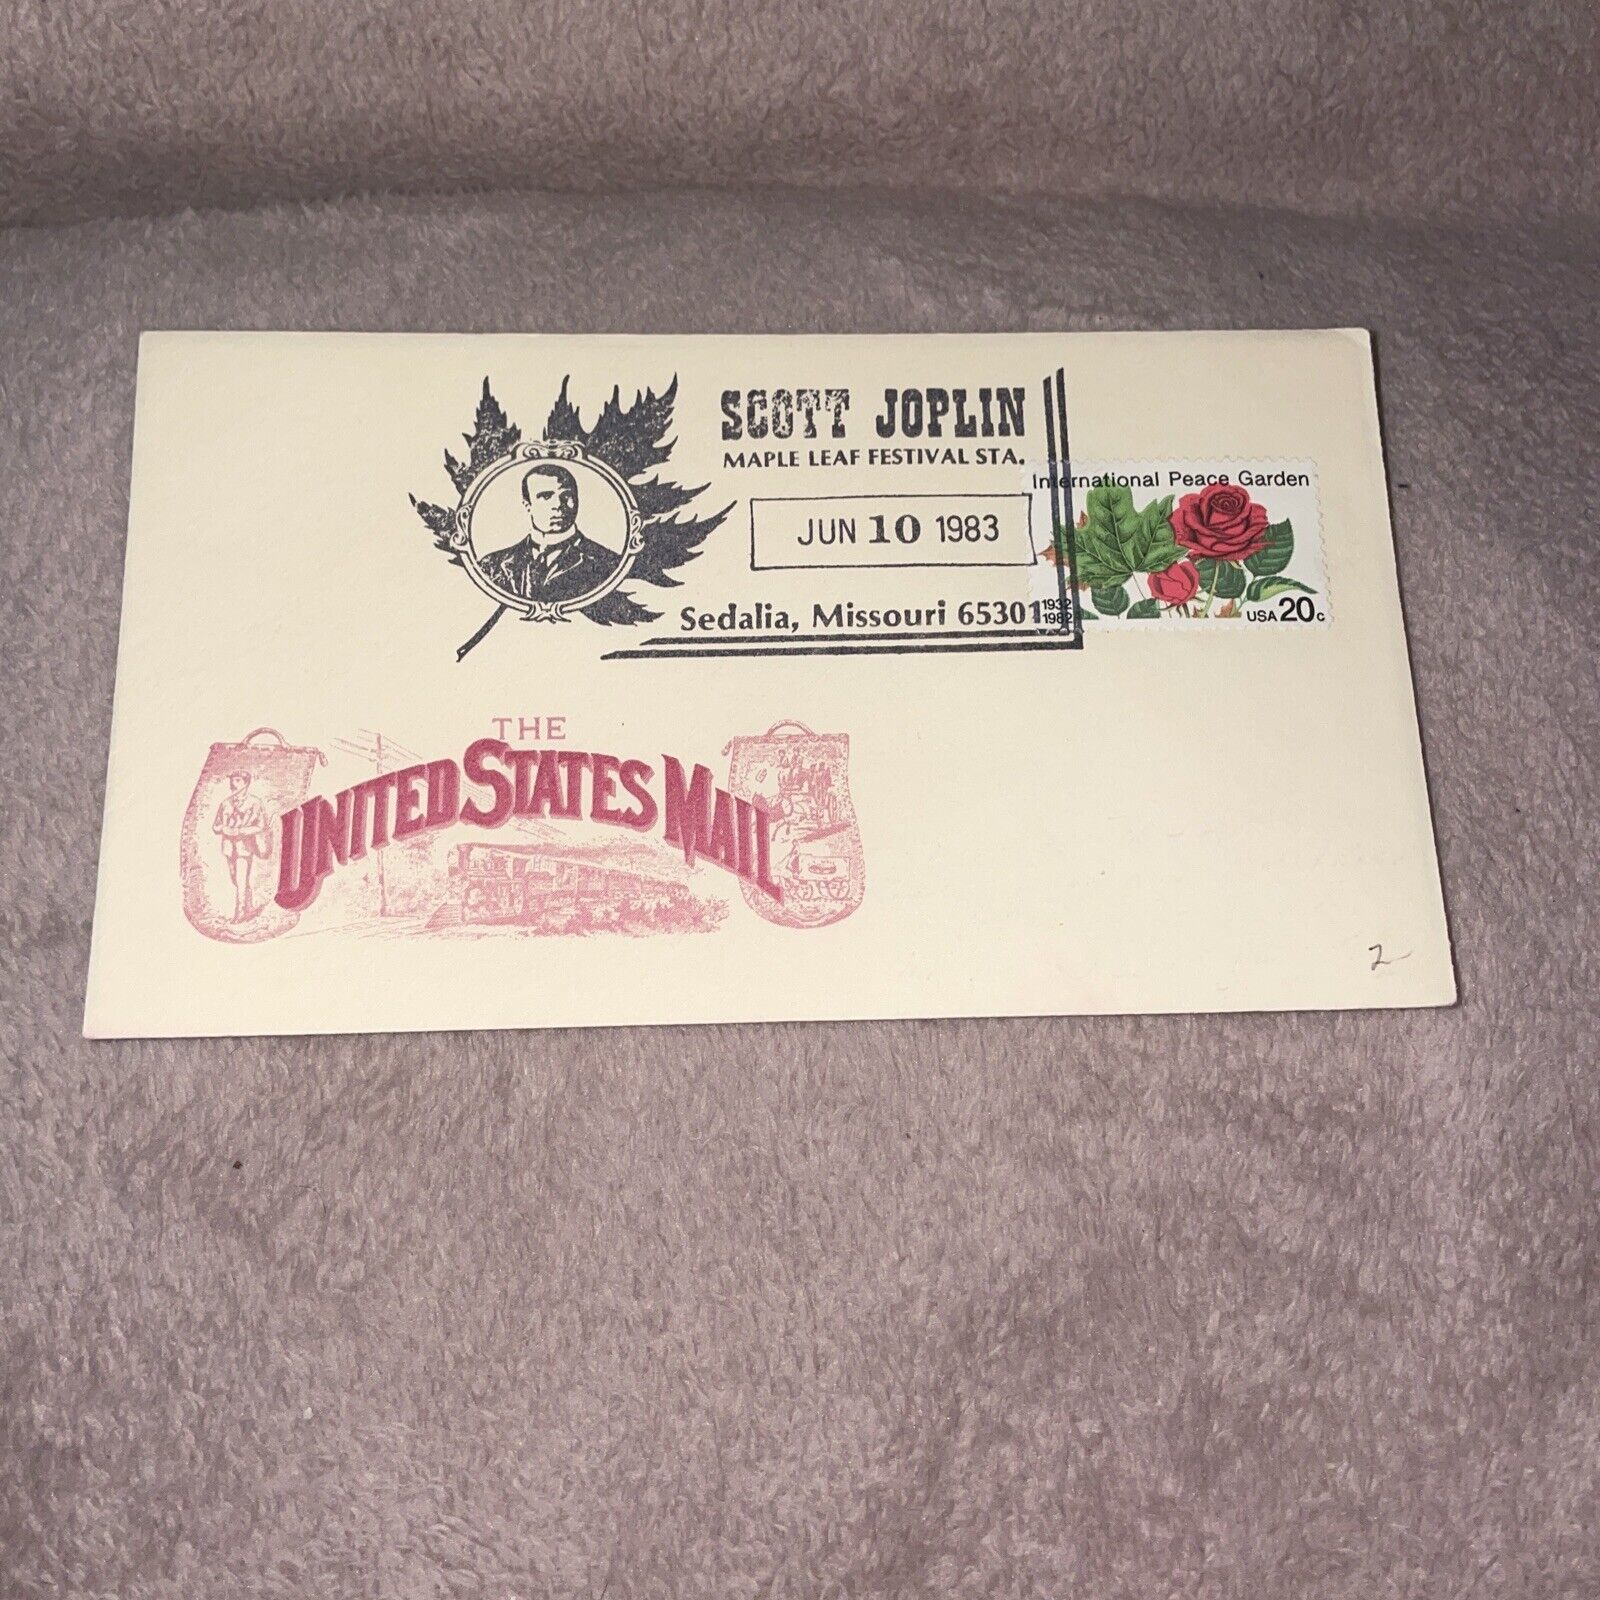 SCOTT JOPLIN
MAPLE LEAF FESTIVAL STA.
JUN 10 1983
Sedalia, Missouri 65301
International Peace Garden
1932
1982
USA 20c
THE
UNITED STATES MAIL
2